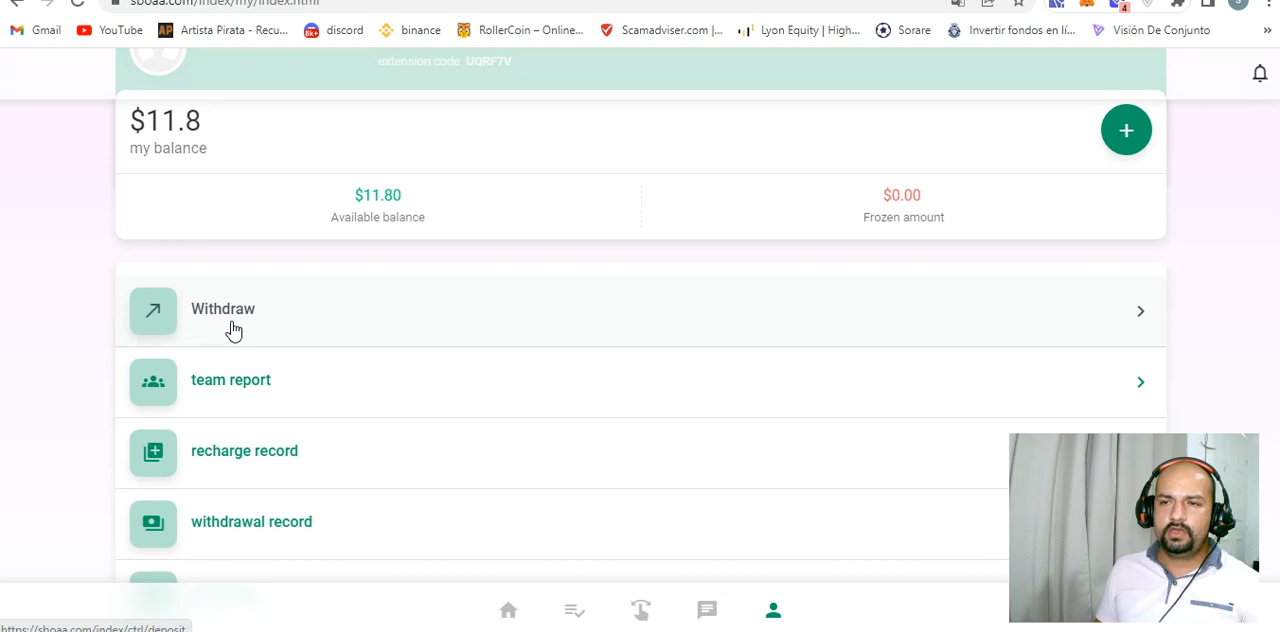 sboaa.com/index/my/index.html
4
S
Gmail
YouTube
Artista Pirata - Recu...
discord
binance
RollerCoin – Online...
Scamadviser.com |...
Lyon Equity | High...
Sorare
Invertir fondos en lí...
Visión De Conjunto
»
extension code UQRF7V
$11.8
my balance
$11.80
Available balance
$0.00
Frozen amount
Withdraw
team report
recharge record
withdrawal record
https://sboaa.com/index/ctrl/deposit